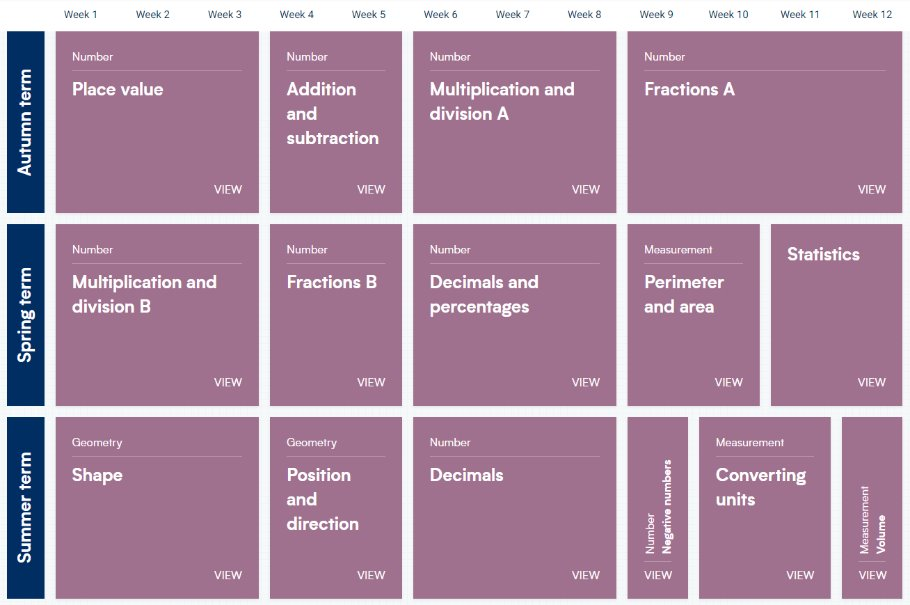 Week 1 Week 2 Week 3 Week 4 Week 5 Week 6 Week 7 Week 8 Week 9 Week 10 Week 11 Week 12
Autumn term
Number
Place value
VIEW
Number
Addition
and
subtraction
VIEW
Number
Multiplication and
division A
VIEW
Number
Fractions A
VIEW
Spring term
Number
Multiplication and
division B
VIEW
Number
Fractions B
VIEW
Number
Decimals and
percentages
VIEW
Measurement
Perimeter
and area
VIEW
Statistics
VIEW
Summer term
Geometry
Shape
VIEW
Geometry
Position
and
direction
VIEW
Number
Decimals
VIEW
Number
Negative numbers
VIEW
Measurement
Converting
units
VIEW
Measurement
Volume
VIEW